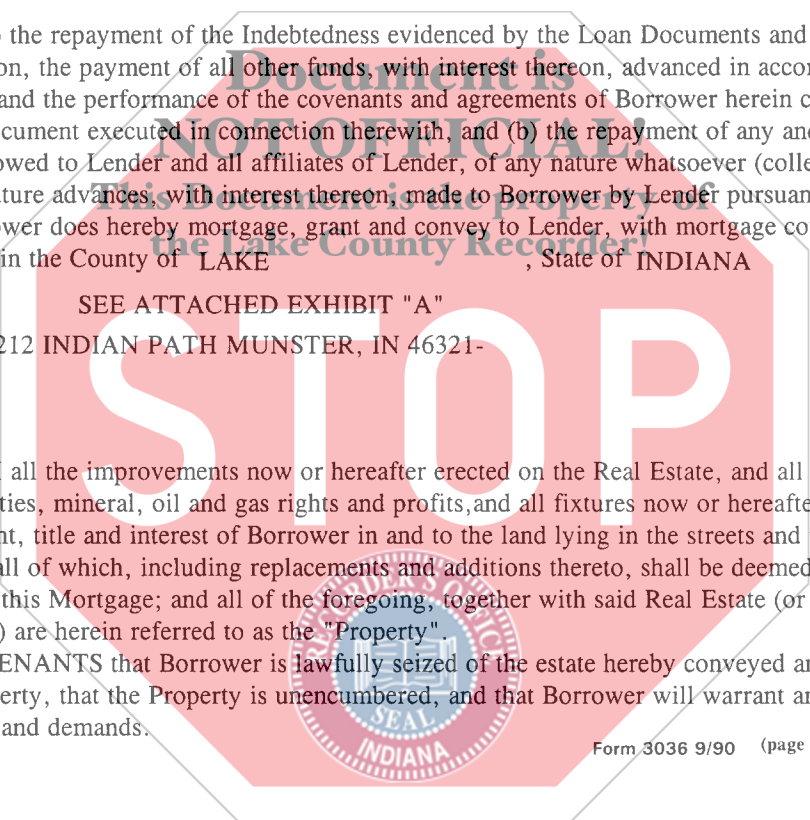 the repayment of the Indebtedness evidenced by the Loan Documents and
on, the payment of all other funds, with interest thereon, advanced in accor
and the performance of the covenants and agreements of Borrower herein c
cument executed in connection therewith, and (b) the repayment of any and
owed to Lender and all affiliates of Lender, of any nature whatsoever (colle
ture advances, with interest thereon, made to Borrower by Lender pursuan
wer does hereby mortgage, grant and convey to Lender, with mortgage co
in the County of LAKE , State of INDIANA
Document is
NOT OFFICIAL!
This Document is the property of
the Lake County Recorder!
SEE ATTACHED EXHIBIT "A"
212 INDIAN PATH MUNSTER, IN 46321-
STOP
all the improvements now or hereafter erected on the Real Estate, and all
ties, mineral, oil and gas rights and profits,and all fixtures now or hereafte
nt, title and interest of Borrower in and to the land lying in the streets and
all of which, including replacements and additions thereto, shall be deemed
this Mortgage; and all of the foregoing, together with said Real Estate (or
) are herein referred to as the "Property".
ENANTS that Borrower is lawfully seized of the estate hereby conveyed an
erty, that the Property is unencumbered, and that Borrower will warrant an
and demands.
RECORDER'S OFFICE
SEAL
INDIANA
Form 3036 9/90 (page